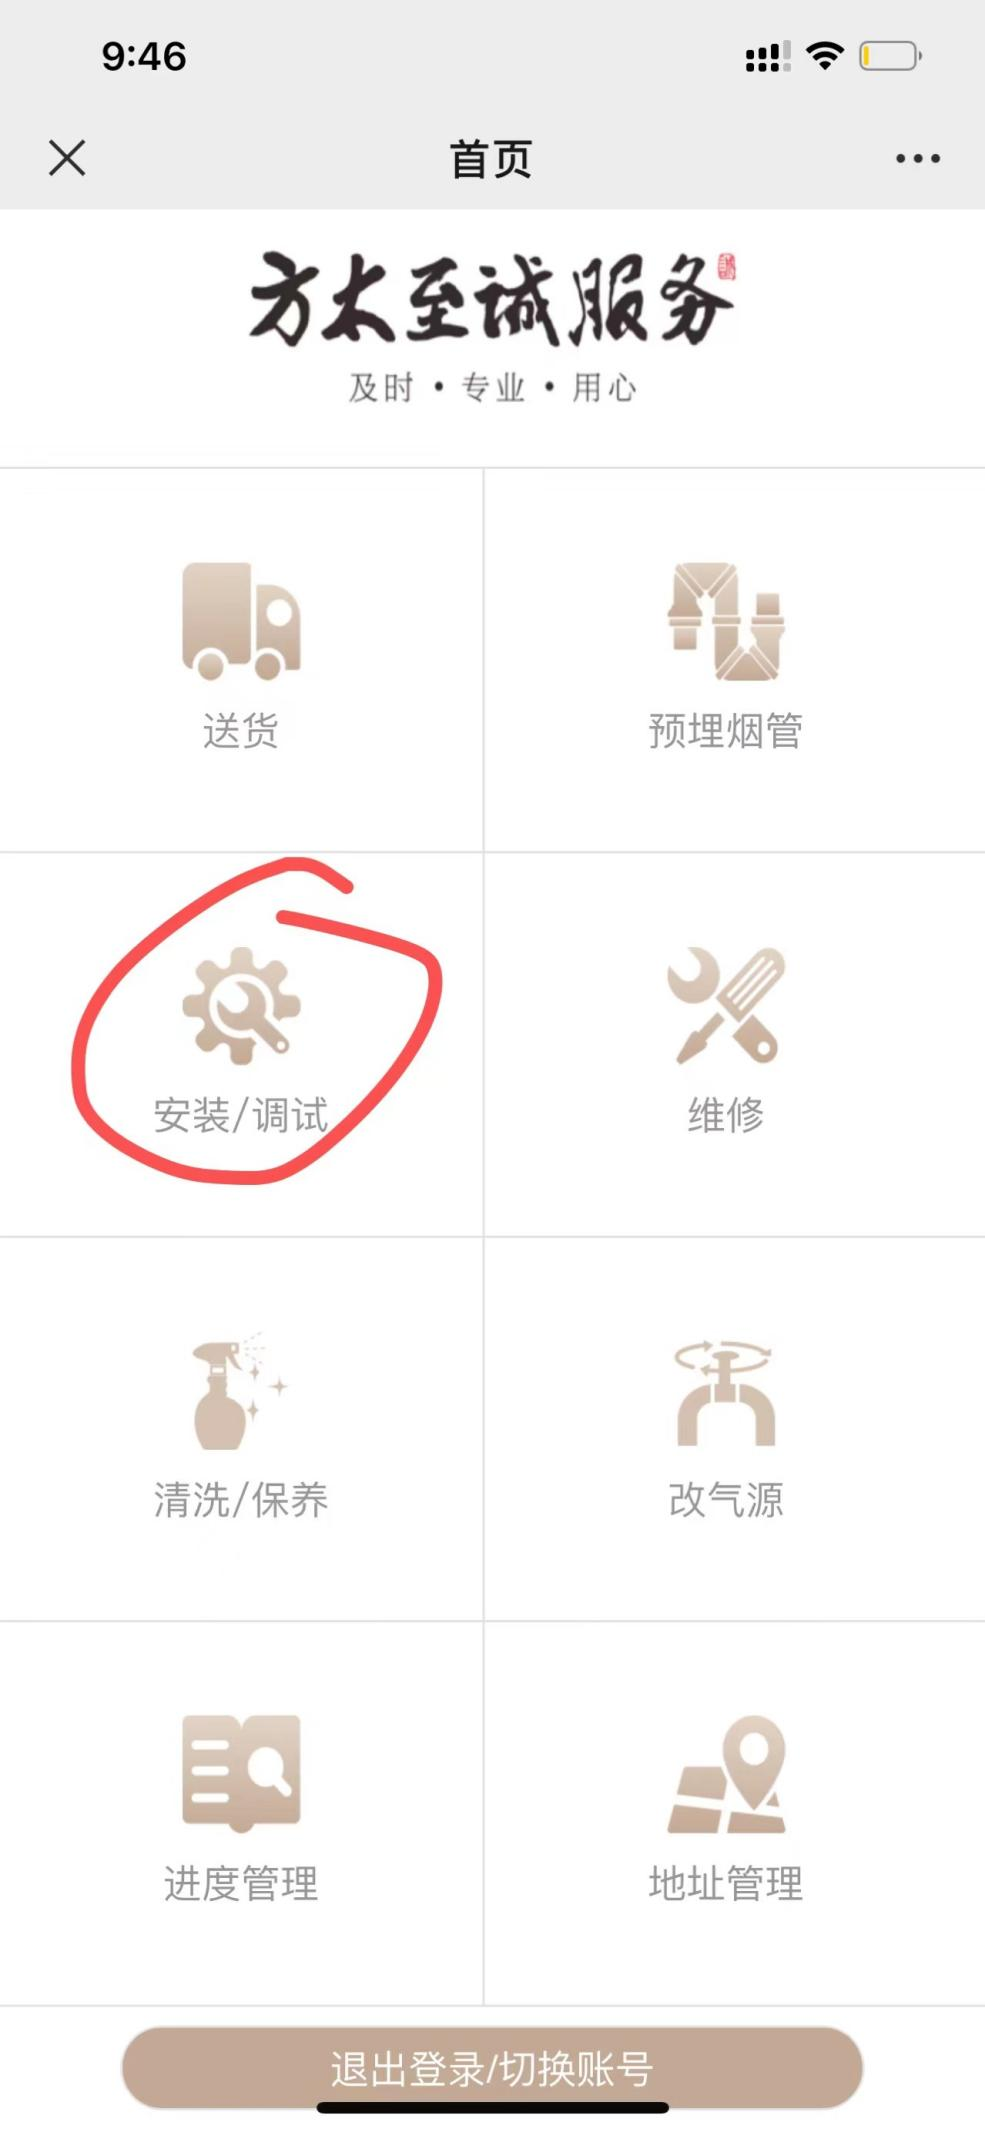 9:46
首页
方太至诚服务
及时·专业·用心
送货
预埋烟管
安装/调试
维修
清洗/保养
改气源
进度管理
地址管理
退出登录/切换账号